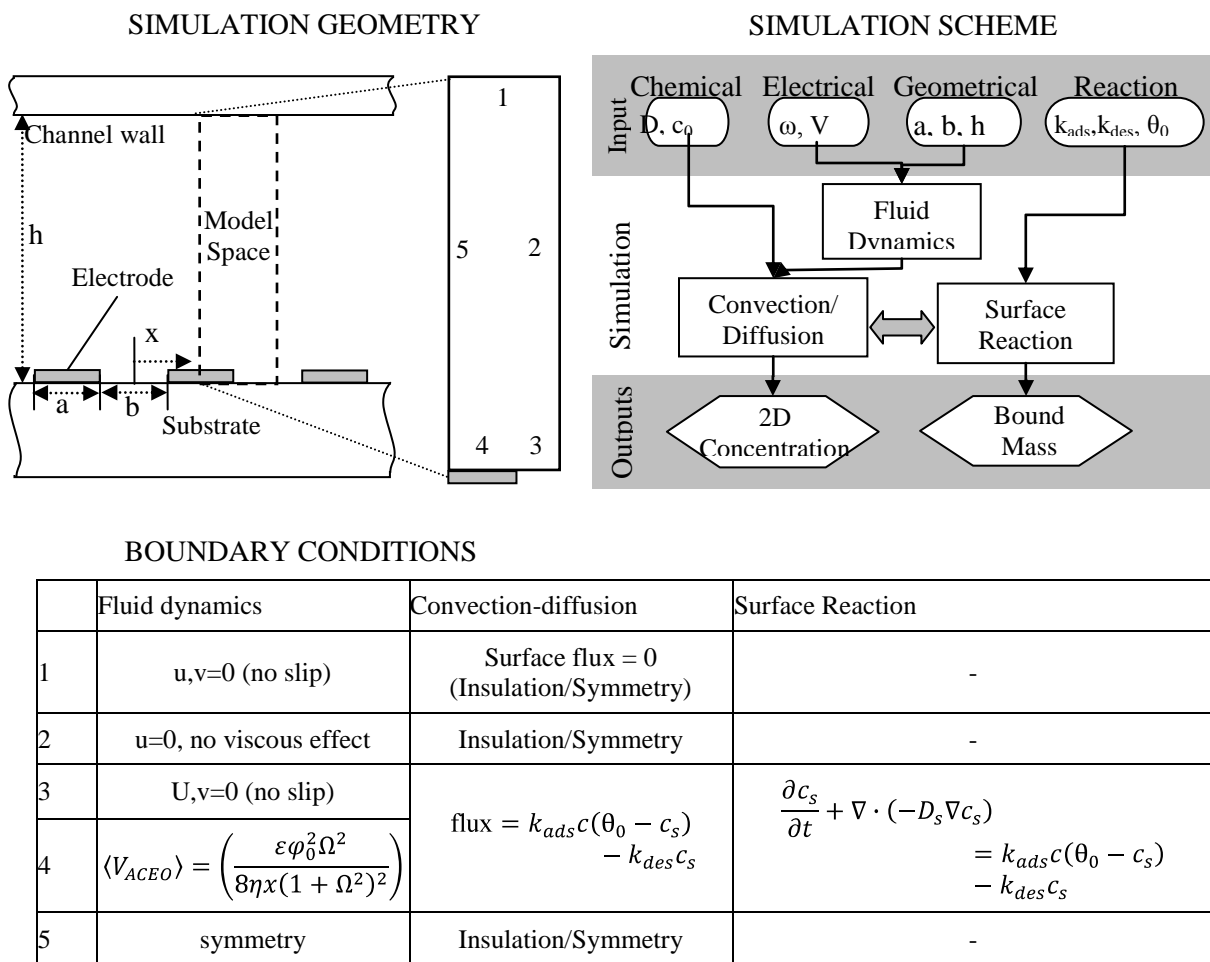 SIMULATION GEOMETRY
Channel wall
h
Model
Space
Electrode
x
a
b
Substrate
1
5
2
4
3
SIMULATION SCHEME
Input
Chemical
Electrical
Geometrical
Reaction
D, c₀
ω, V
a, b, h
k_ads,k_des, θ₀
Simulation
Fluid
Dynamics
Convection/
Diffusion
Surface
Reaction
Outputs
2D
Concentration
Bound
Mass
BOUNDARY CONDITIONS
Fluid dynamics
Convection-diffusion
Surface Reaction
1
u,v=0 (no slip)
Surface flux = 0
(Insulation/Symmetry)
-
2
u=0, no viscous effect
Insulation/Symmetry
-
3
U,v=0 (no slip)
flux = k_ads c(θ₀ − c_s)
− k_des c_s
∂c_s/∂t + ∇ · (−D_s∇c_s)
= k_ads c(θ₀ − c_s)
− k_des c_s
4
⟨V_ACEO⟩ = (εφ₀²Ω² / 8ηx(1 + Ω²)²)
5
symmetry
Insulation/Symmetry
-